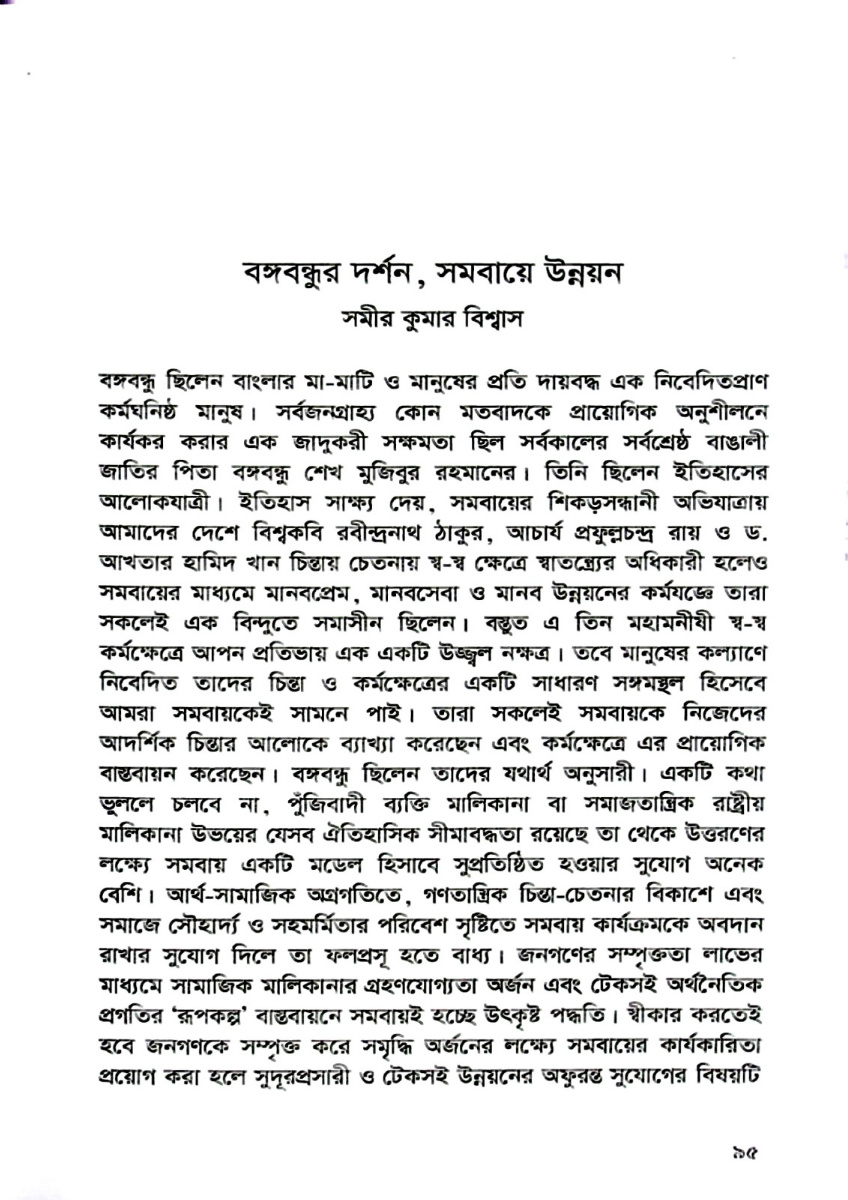 বঙ্গবন্ধুর দর্শন, সমবায়ে উন্নয়ন
সমীর কুমার বিশ্বাস
বঙ্গবন্ধু ছিলেন বাংলার মা-মাটি ও মানুষের প্রতি দায়বদ্ধ এক নিবেদিতপ্রাণ
কর্মঘনিষ্ঠ মানুষ। সর্বজনগ্রাহ্য কোন মতবাদকে প্রায়োগিক অনুশীলনে
কার্যকর করার এক জাদুকরী সক্ষমতা ছিল সর্বকালের সর্বশ্রেষ্ঠ বাঙালী
জাতির পিতা বঙ্গবন্ধু শেখ মুজিবুর রহমানের। তিনি ছিলেন ইতিহাসের
আলোকযাত্রী। ইতিহাস সাক্ষ্য দেয়, সমবায়ের শিকড়সন্ধানী অভিযাত্রায়
আমাদের দেশে বিশ্বকবি রবীন্দ্রনাথ ঠাকুর, আচার্য প্রফুল্লচন্দ্র রায় ও ড.
আখতার হামিদ খান চিন্তায় চেতনায় স্ব-স্ব ক্ষেত্রে স্বাতন্ত্র্যের অধিকারী হলেও
সমবায়ের মাধ্যমে মানবপ্রেম, মানবসেবা ও মানব উন্নয়নের কর্মযজ্ঞে তারা
সকলেই এক বিন্দুতে সমাসীন ছিলেন। বস্তুত এ তিন মহামনীষী স্ব-স্ব
কর্মক্ষেত্রে আপন প্রতিভায় এক একটি উজ্জ্বল নক্ষত্র। তবে মানুষের কল্যাণে
নিবেদিত তাদের চিন্তা ও কর্মক্ষেত্রের একটি সাধারণ সঙ্গমস্থল হিসেবে
আমরা সমবায়কেই সামনে পাই। তারা সকলেই সমবায়কে নিজেদের
আদর্শিক চিন্তার আলোকে ব্যাখ্যা করেছেন এবং কর্মক্ষেত্রে এর প্রায়োগিক
বাস্তবায়ন করেছেন। বঙ্গবন্ধু ছিলেন তাদের যথার্থ অনুসারী। একটি কথা
ভুললে চলবে না, পুঁজিবাদী ব্যক্তি মালিকানা বা সমাজতান্ত্রিক রাষ্ট্রীয়
মালিকানা উভয়ের যেসব ঐতিহাসিক সীমাবদ্ধতা রয়েছে তা থেকে উত্তরণের
লক্ষ্যে সমবায় একটি মডেল হিসাবে সুপ্রতিষ্ঠিত হওয়ার সুযোগ অনেক
বেশি। আর্থ-সামাজিক অগ্রগতিতে, গণতান্ত্রিক চিন্তা-চেতনার বিকাশে এবং
সমাজে সৌহার্দ্য ও সহমর্মিতার পরিবেশ সৃষ্টিতে সমবায় কার্যক্রমকে অবদান
রাখার সুযোগ দিলে তা ফলপ্রসূ হতে বাধ্য। জনগণের সম্পৃক্ততা লাভের
মাধ্যমে সামাজিক মালিকানার গ্রহণযোগ্যতা অর্জন এবং টেকসই অর্থনৈতিক
প্রগতির ‘রূপকল্প’ বাস্তবায়নে সমবায়ই হচ্ছে উৎকৃষ্ট পদ্ধতি। স্বীকার করতেই
হবে জনগণকে সম্পৃক্ত করে সমৃদ্ধি অর্জনের লক্ষ্যে সমবায়ের কার্যকারিতা
প্রয়োগ করা হলে সুদূরপ্রসারী ও টেকসই উন্নয়নের অফুরন্ত সুযোগের বিষয়টি
৯৫